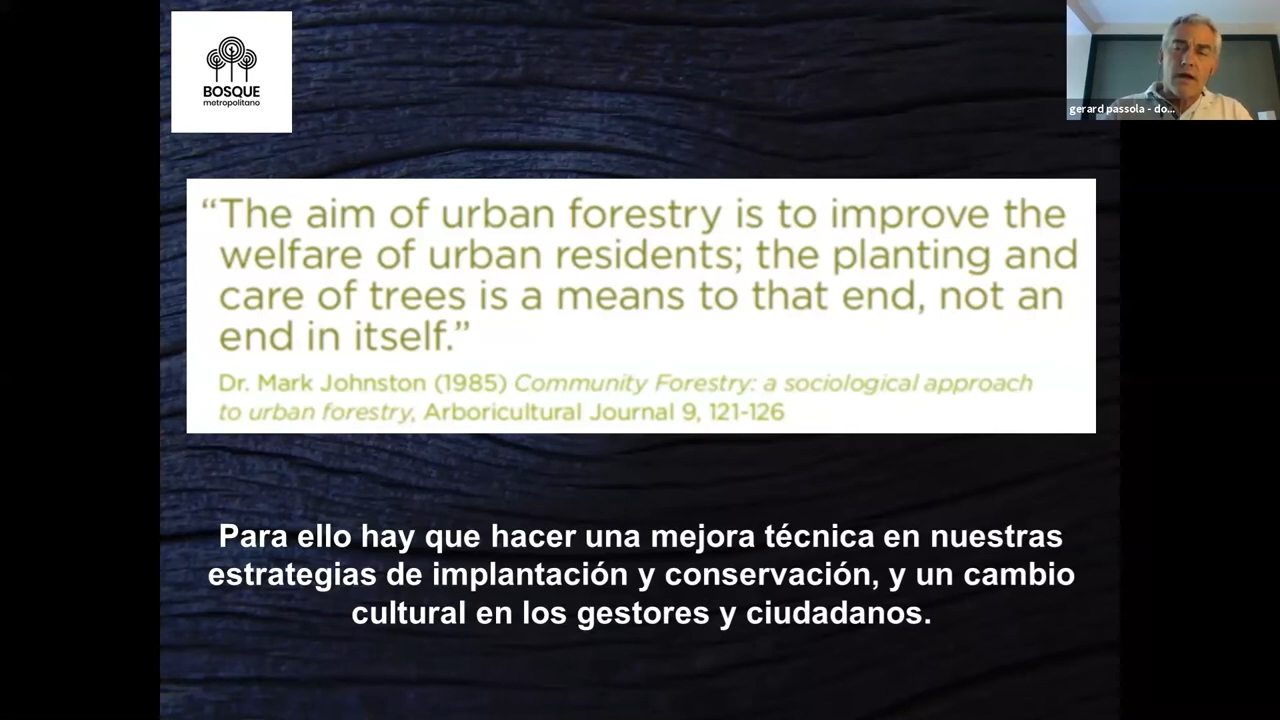 BOSQUE
metropolitano
gerard passola - do...
“The aim of urban forestry is to improve the
welfare of urban residents; the planting and
care of trees is a means to that end, not an
end in itself.”
Dr. Mark Johnston (1985) Community Forestry: a sociological approach
to urban forestry, Arboricultural Journal 9, 121-126
Para ello hay que hacer una mejora técnica en nuestras
estrategias de implantación y conservación, y un cambio
cultural en los gestores y ciudadanos.